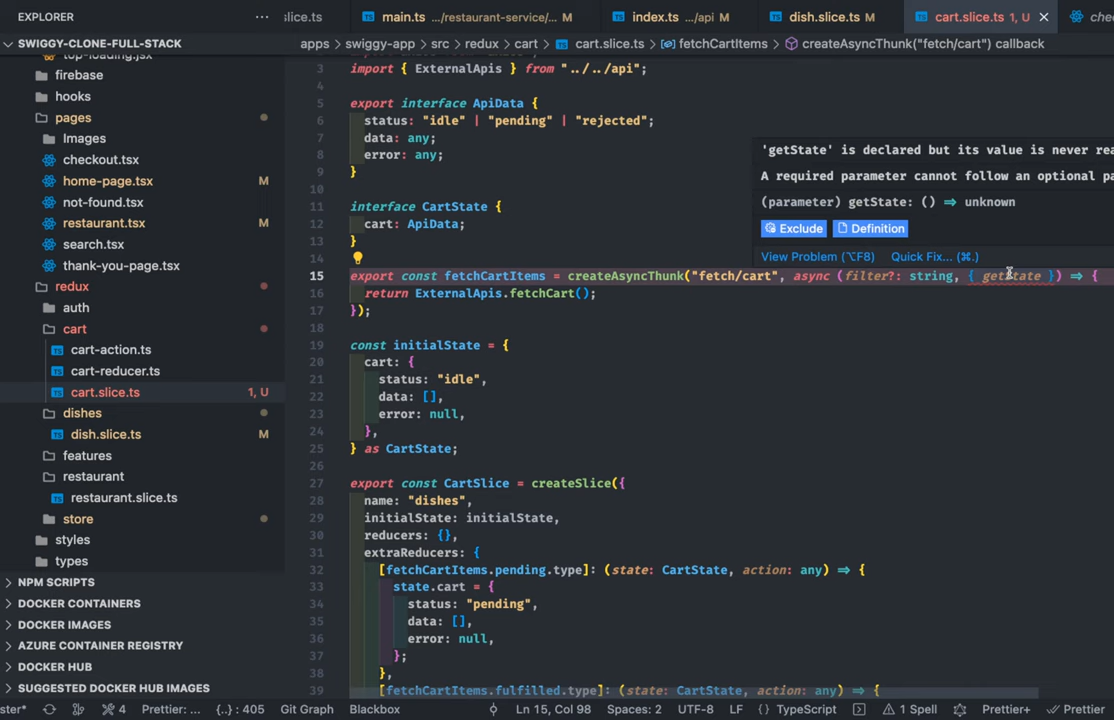 EXPLORER
SWIGGY-CLONE-FULL-STACK
top-loading.jsx
firebase
hooks
pages
Images
checkout.tsx
home-page.tsx M
not-found.tsx
restaurant.tsx M
search.tsx
thank-you-page.tsx
redux
auth
cart
cart-action.ts
cart-reducer.ts
cart.slice.ts 1, U
dishes
dish.slice.ts M
features
restaurant
restaurant.slice.ts
store
styles
types
NPM SCRIPTS
DOCKER CONTAINERS
DOCKER IMAGES
AZURE CONTAINER REGISTRY
DOCKER HUB
SUGGESTED DOCKER HUB IMAGES
slice.ts
TS main.ts .../restaurant-service/... M
TS index.ts .../api M
TS dish.slice.ts M
TS cart.slice.ts 1, U
che
apps > swiggy-app > src > redux > cart > TS cart.slice.ts > fetchCartItems > createAsyncThunk("fetch/cart") callback
3 import { ExternalApis } from "../../api";
4
5 export interface ApiData {
6 status: "idle" | "pending" | "rejected";
7 data: any;
8 error: any;
9 }
10
11 interface CartState {
12 cart: ApiData;
13 }
14
15 export const fetchCartItems = createAsyncThunk("fetch/cart", async (filter?: string, { getState }) => {
16 return ExternalApis.fetchCart();
17 });
18
19 const initialState = {
20 cart: {
21 status: "idle",
22 data: [],
23 error: null,
24 },
25 } as CartState;
26
27 export const CartSlice = createSlice({
28 name: "dishes",
29 initialState: initialState,
30 reducers: {},
31 extraReducers: {
32 [fetchCartItems.pending.type]: (state: CartState, action: any) => {
33 state.cart = {
34 status: "pending",
35 data: [],
36 error: null,
37 };
38 },
39 [fetchCartItems.fulfilled.type]: (state: CartState, action: any) => {
'getState' is declared but its value is never rea
A required parameter cannot follow an optional pa
(parameter) getState: () => unknown
Exclude Definition
View Problem (⌥F8) Quick Fix... (⌘.)
ster* 4 Prettier: ... {..} : 405 Git Graph Blackbox Ln 15, Col 98 Spaces: 2 UTF-8 LF {} TypeScript 1 Spell Prettier+ Prettier